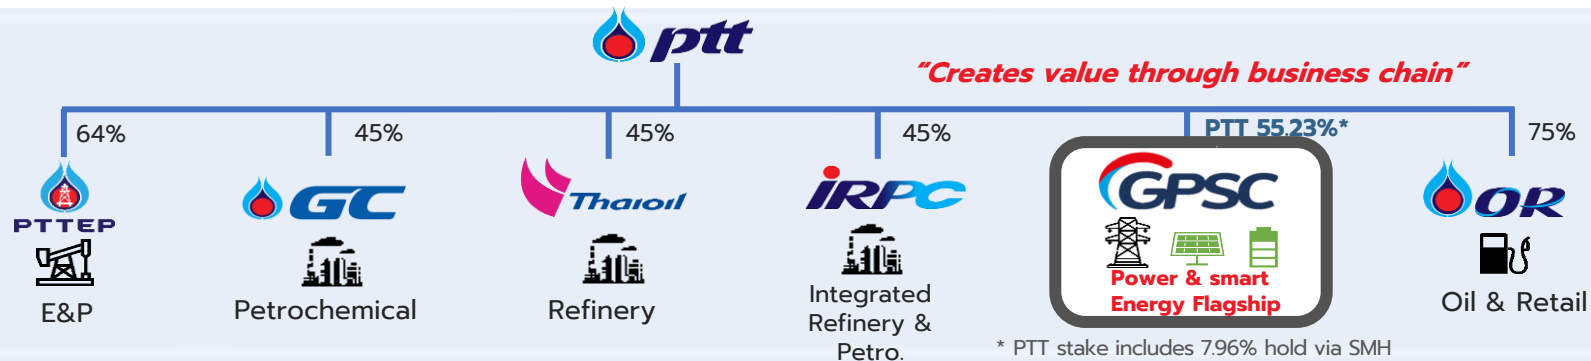 ptt
"Creates value through business chain"
64%
45%
45%
45%
PTT 55.23%*
75%
PTTEP
GC
Thaioil
IRPC
GPSC
OR
E&P
Petrochemical
Refinery
Integrated
Refinery &
Petro.
Power & smart
Energy Flagship
Oil & Retail
* PTT stake includes 7.96% hold via SMH